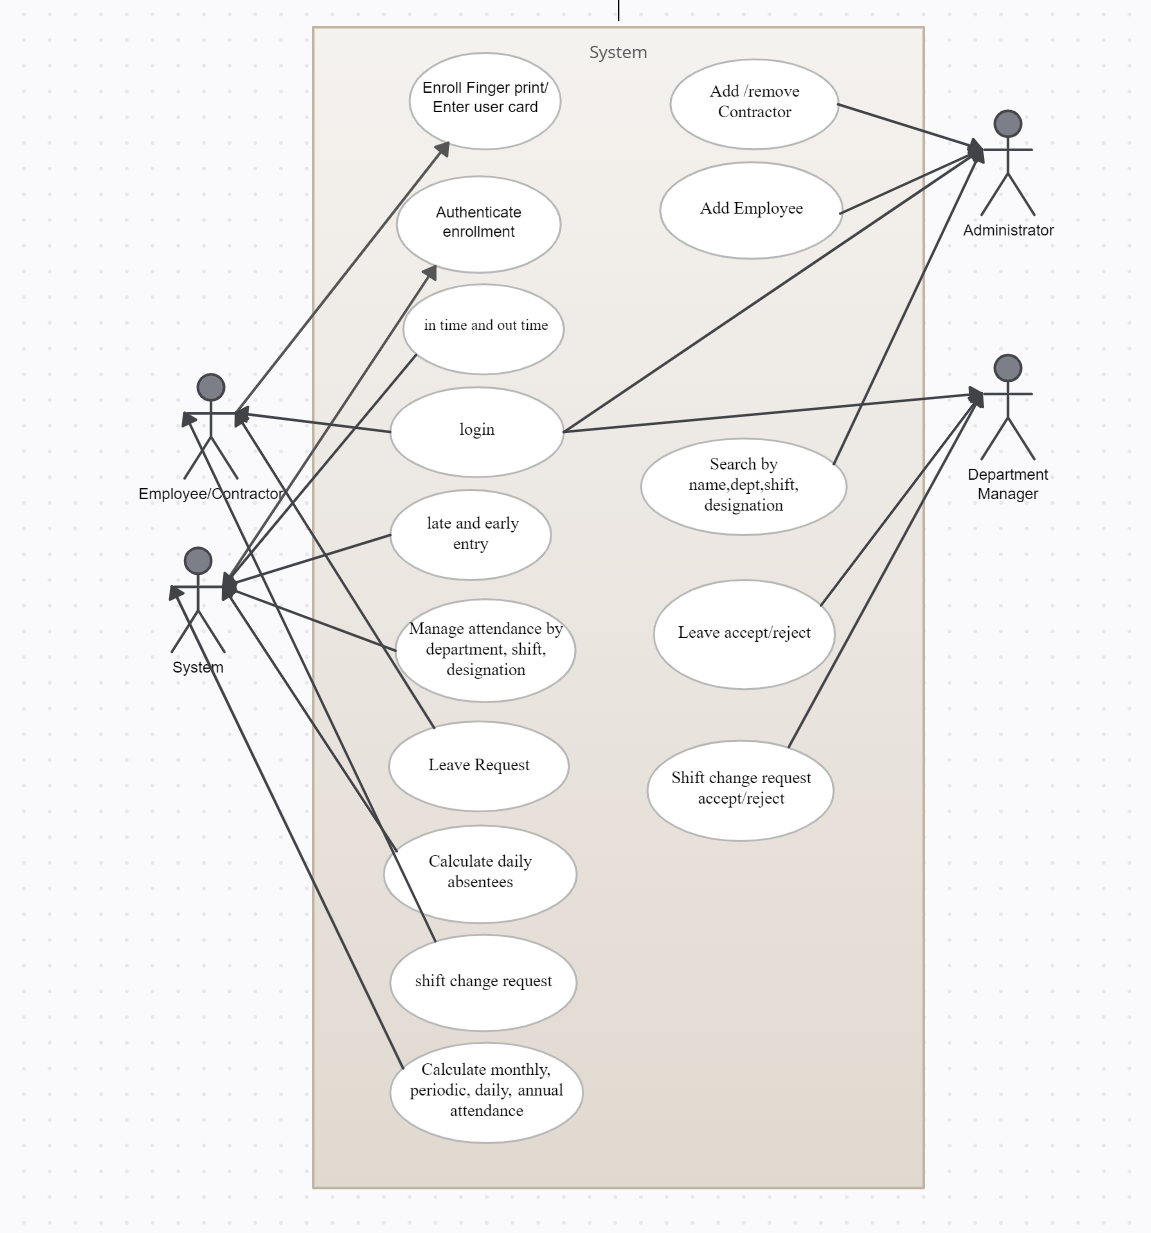 System
Enroll Finger print/
Enter user card
Add /remove
Contractor
Authenticate
enrollment
Add Employee
Administrator
in time and out time
login
Employee/Contractor
Search by
name,dept,shift,
designation
Department
Manager
late and early
entry
System
Manage attendance by
department, shift,
designation
Leave accept/reject
Leave Request
Shift change request
accept/reject
Calculate daily
absentees
shift change request
Calculate monthly,
periodic, daily, annual
attendance